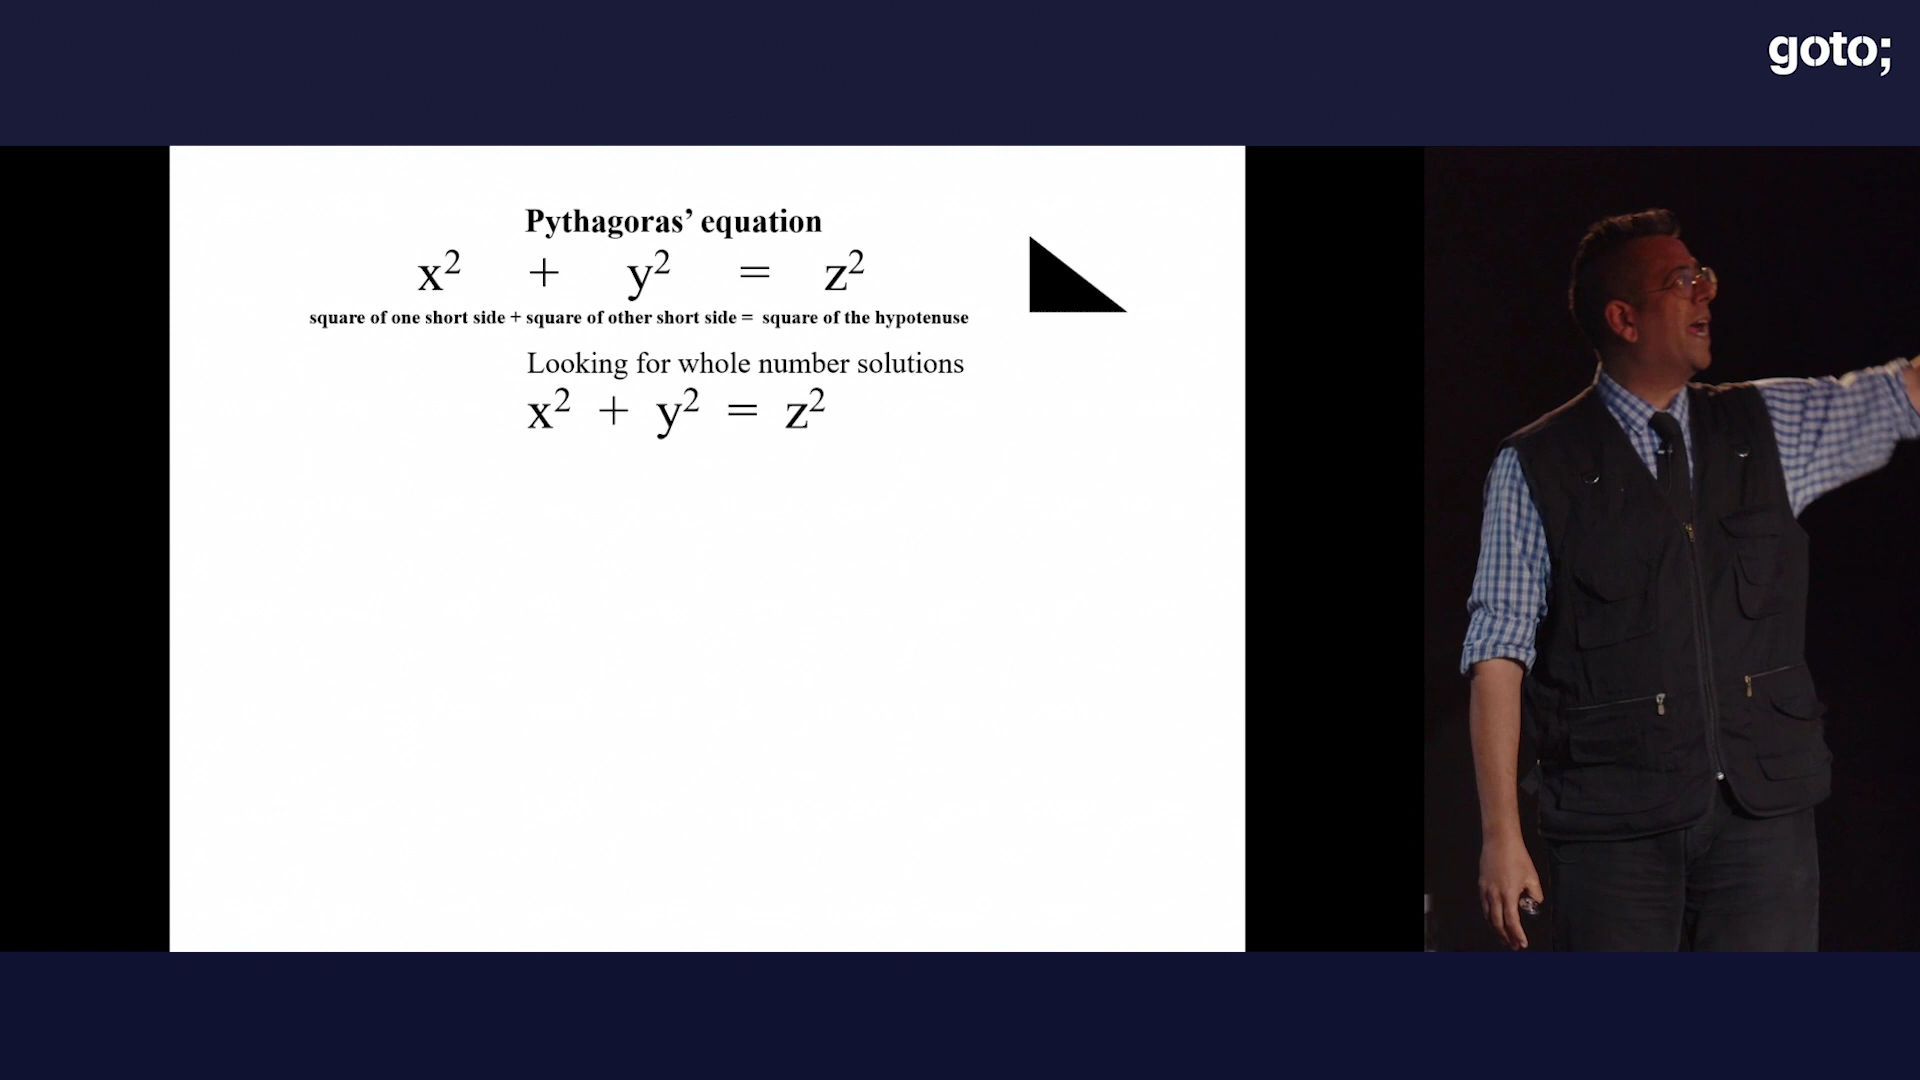 goto;
Pythagoras’ equation
x² + y² = z²
square of one short side + square of other short side = square of the hypotenuse
Looking for whole number solutions
x² + y² = z²